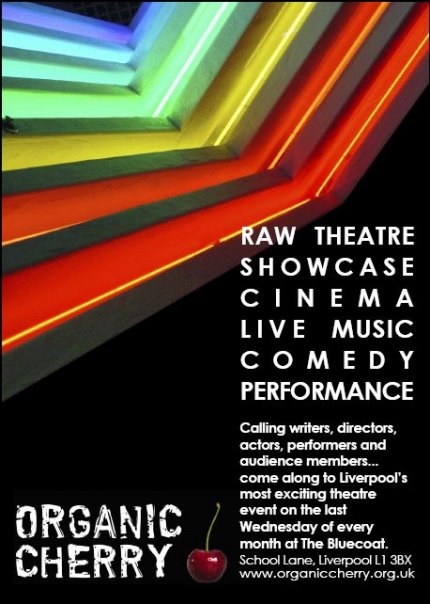 RAW THEATRE
SHOWCASE
CINEMA
LIVE MUSIC
COMEDY
PERFORMANCE
Calling writers, directors,
actors, performers and
audience members...
come along to Liverpool's
most exciting theatre
event on the last
Wednesday of every
month at The Bluecoat.
School Lane, Liverpool L1 3BX
www.organiccherry.org.uk
ORGANIC
CHERRY